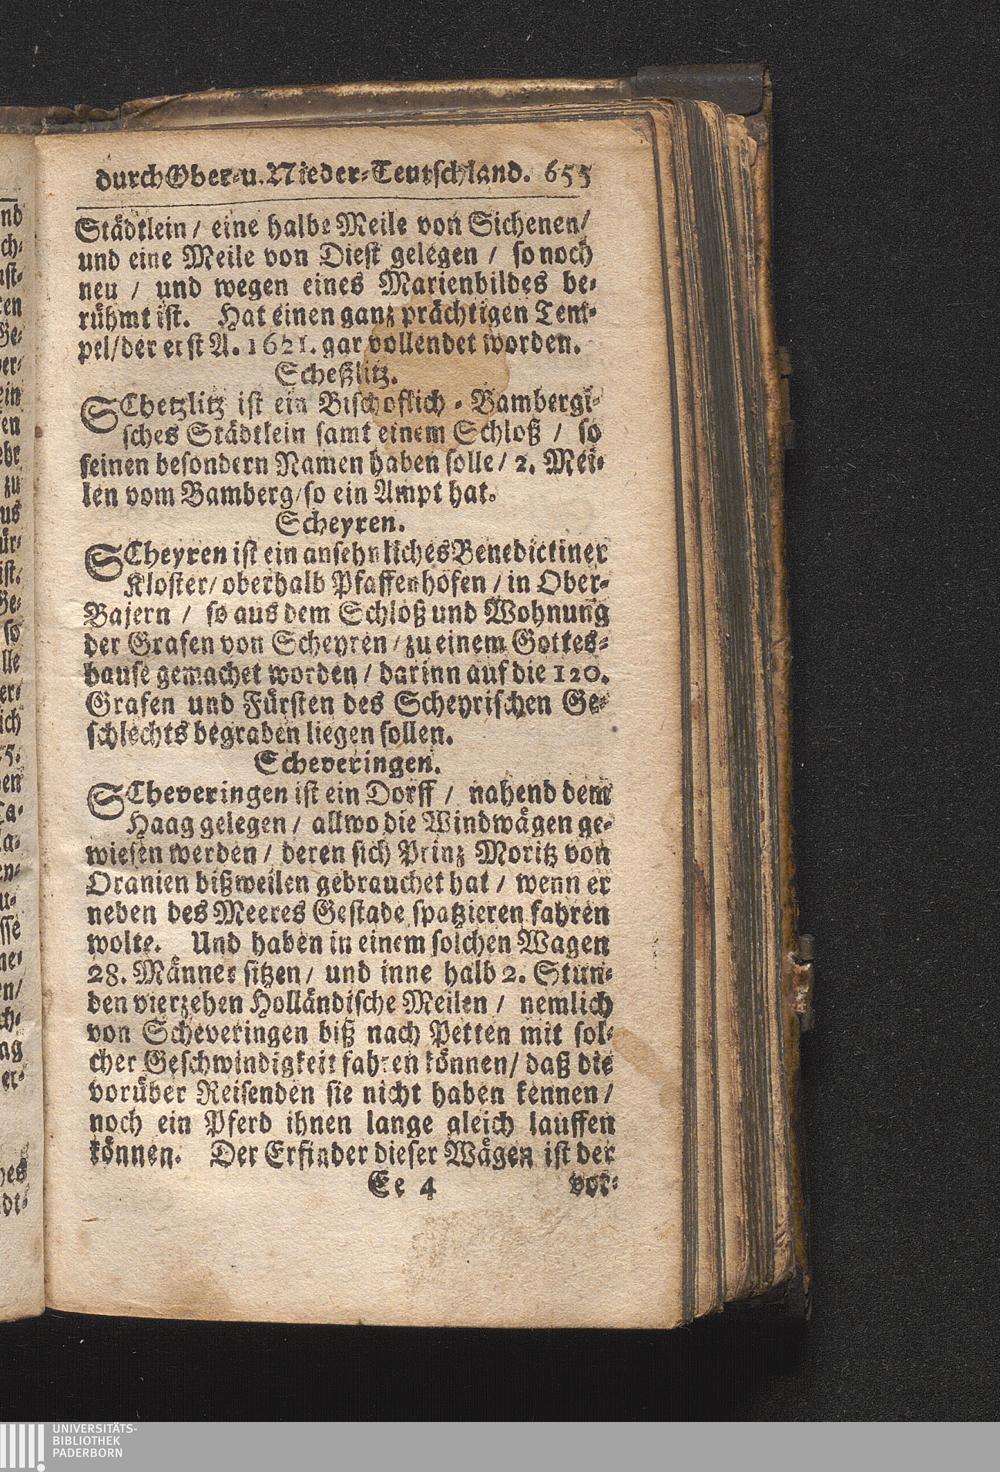 durch Ober- u. Nieder-Teutschland. 655
Städtlein / eine halbe Meile von Sichenen /
und eine Meile von Diest gelegen / so noch
neu / und wegen eines Marienbildes be-
rühmt ist. Hat einen ganz prächtigen Tem-
pel / der erst A. 1621. gar vollendet worden.
Scheßlitz.
SChetzlitz ist ein Bischoflich-Bambergi-
sches Städtlein samt einem Schloß / so
seinen besondern Namen haben solle / 2. Mei-
len vom Bamberg / so ein Ampt hat.
Scheyren.
SCheyren ist ein ansehnliches Benedictiner
Kloster / oberhalb Pfaffenhofen / in Ober-
Bajern / so aus dem Schloß und Wohnung
der Grafen von Scheyren / zu einem Gottes-
hause gemachet worden / darinn auf die 120.
Grafen und Fürsten des Scheyrischen Ge-
schlechts begraben liegen sollen.
Scheveringen.
SCheveringen ist ein Dorff / nahend dem
Haag gelegen / allwo die Windwägen ge-
wiesen werden / deren sich Prinz Moritz von
Oranien bißweilen gebrauchet hat / wenn er
neben des Meeres Gestade spatzieren fahren
wolte. Und haben in einem solchen Wagen
28. Männer sitzen / und inne halb 2. Stun-
den vierzehen Holländische Meilen / nemlich
von Scheveringen biß nach Petten mit sol-
cher Geschwindigkeit fahren können / daß die
vorüber Reisenden sie nicht haben kennen /
noch ein Pferd ihnen lange gleich lauffen
können. Der Erfinder dieser Wägen ist der
Ee 4 vor-
UNIVERSITÄTS-
BIBLIOTHEK
PADERBORN